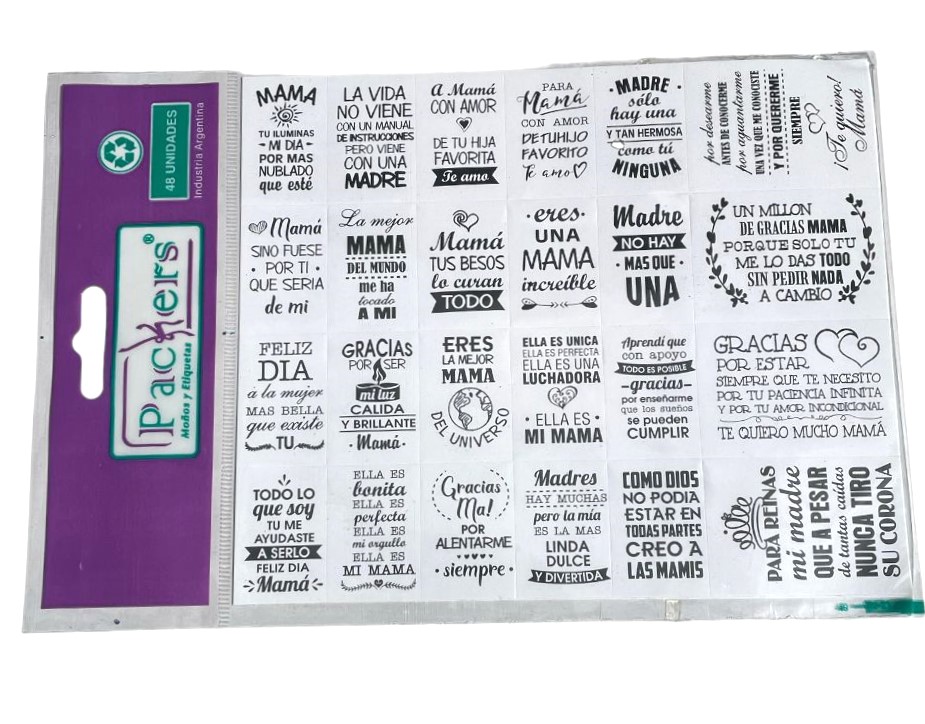 48 UNIDADES
Industria Argentina
Packers®
Moños y Etiquetas
MAMA
TU ILUMINAS
MI DIA
POR MAS
NUBLADO
que esté
LA VIDA
NO VIENE
CON UN MANUAL
DE INSTRUCCIONES
PERO VIENE
CON UNA
MADRE
A Mamá
CON AMOR
DE TU HIJA
FAVORITA
Te amo
PARA
Mamá
CON AMOR
DE TU HIJO
FAVORITO
Te amo
MADRE
sólo
hay una
Y TAN HERMOSA
como tú
NINGUNA
por desearme
ANTES DE CONOCERME
por aguantarme
UNA VEZ QUE ME CONOCISTE
Y POR QUERERME
SIEMPRE
¡Te quiero!
Mamá
Mamá
SINO FUESE
POR TI
QUE SERIA
de mi
La mejor
MAMA
DEL MUNDO
me ha
tocado
A MI
Mamá
TUS BESOS
lo curan
TODO
eres
UNA
MAMA
increíble
Madre
NO HAY
MAS QUE
UNA
UN MILLON
DE GRACIAS MAMA
PORQUE SOLO TU
ME LO DAS TODO
SIN PEDIR NADA
A CAMBIO
FELIZ
DIA
à la mujer
MAS BELLA
que existe
TU
GRACIAS
POR SER
mi luz
CALIDA
Y BRILLANTE
Mamá
ERES
LA MEJOR
MAMA
DEL UNIVERSO
ELLA ES UNICA
ELLA ES PERFECTA
ELLA ES UNA
LUCHADORA
ELLA ES
MI MAMA
Aprendí que
con apoyo
TODO ES POSIBLE
gracias
por enseñarme
que los sueños
se pueden
CUMPLIR
GRACIAS
POR ESTAR
SIEMPRE QUE TE NECESITO
POR TU PACIENCIA INFINITA
Y POR TU AMOR INCONDICIONAL
TE QUIERO MUCHO MAMÁ
TODO LO
que soy
TU ME
AYUDASTE
A SERLO
FELIZ DIA
Mamá
ELLA ES
bonita
ELLA ES
perfecta
ELLA ES
mi orgullo
ELLA ES
MI MAMA
Gracias
Ma!
POR
ALENTARME
siempre
Madres
HAY MUCHAS
pero la mía
ES LA MAS
LINDA
DULCE
Y DIVERTIDA
COMO DIOS
NO PODIA
ESTAR EN
TODAS PARTES
CREO A
LAS MAMIS
PARA REINAS
mi madre
QUE A PESAR
de tantas caídas
NUNCA TIRO
SU CORONA